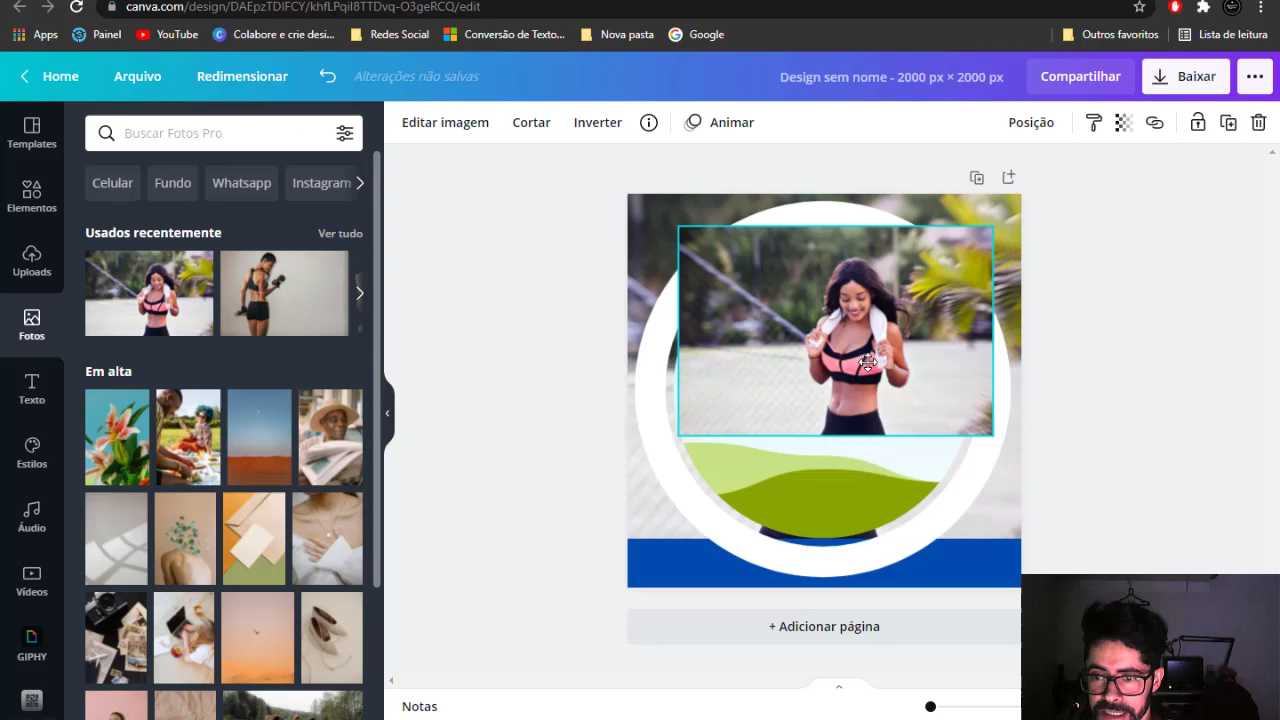 canva.com/design/DAEpzTDIFCY/khfLPqiI8TTDvq-O3geRCQ/edit
Apps
Painel
YouTube
Colabore e crie desi...
Redes Social
Conversão de Texto...
Nova pasta
Google
Outros favoritos
Lista de leitura
Home
Arquivo
Redimensionar
Alterações não salvas
Design sem nome - 2000 px × 2000 px
Compartilhar
Baixar
Templates
Elementos
Uploads
Fotos
Texto
Estilos
Áudio
Vídeos
GIPHY
Buscar Fotos Pro
Celular
Fundo
Whatsapp
Instagram
Usados recentemente
Ver tudo
Em alta
Editar imagem
Cortar
Inverter
Animar
Posição
+ Adicionar página
Notas